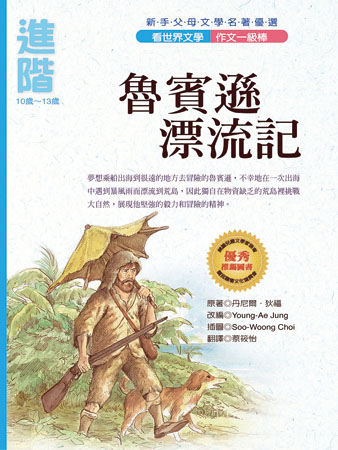 新‧手‧父‧母‧文‧學‧名‧著‧優‧選
看世界文學 作文一級棒
進階
10歲～13歲
魯賓遜
漂流記
夢想乘船出海到很遠的地方去冒險的魯賓遜，不幸地在一次出海
中遇到暴風雨而漂流到荒島，因此獨自在物資缺乏的荒島裡挑戰
大自然，展現他堅強的毅力和冒險的精神。
優秀
推薦圖書
原著◎丹尼爾‧狄福
改編◎Young-Ae Jung
插圖◎Soo-Woong Choi
翻譯◎蔡筱怡